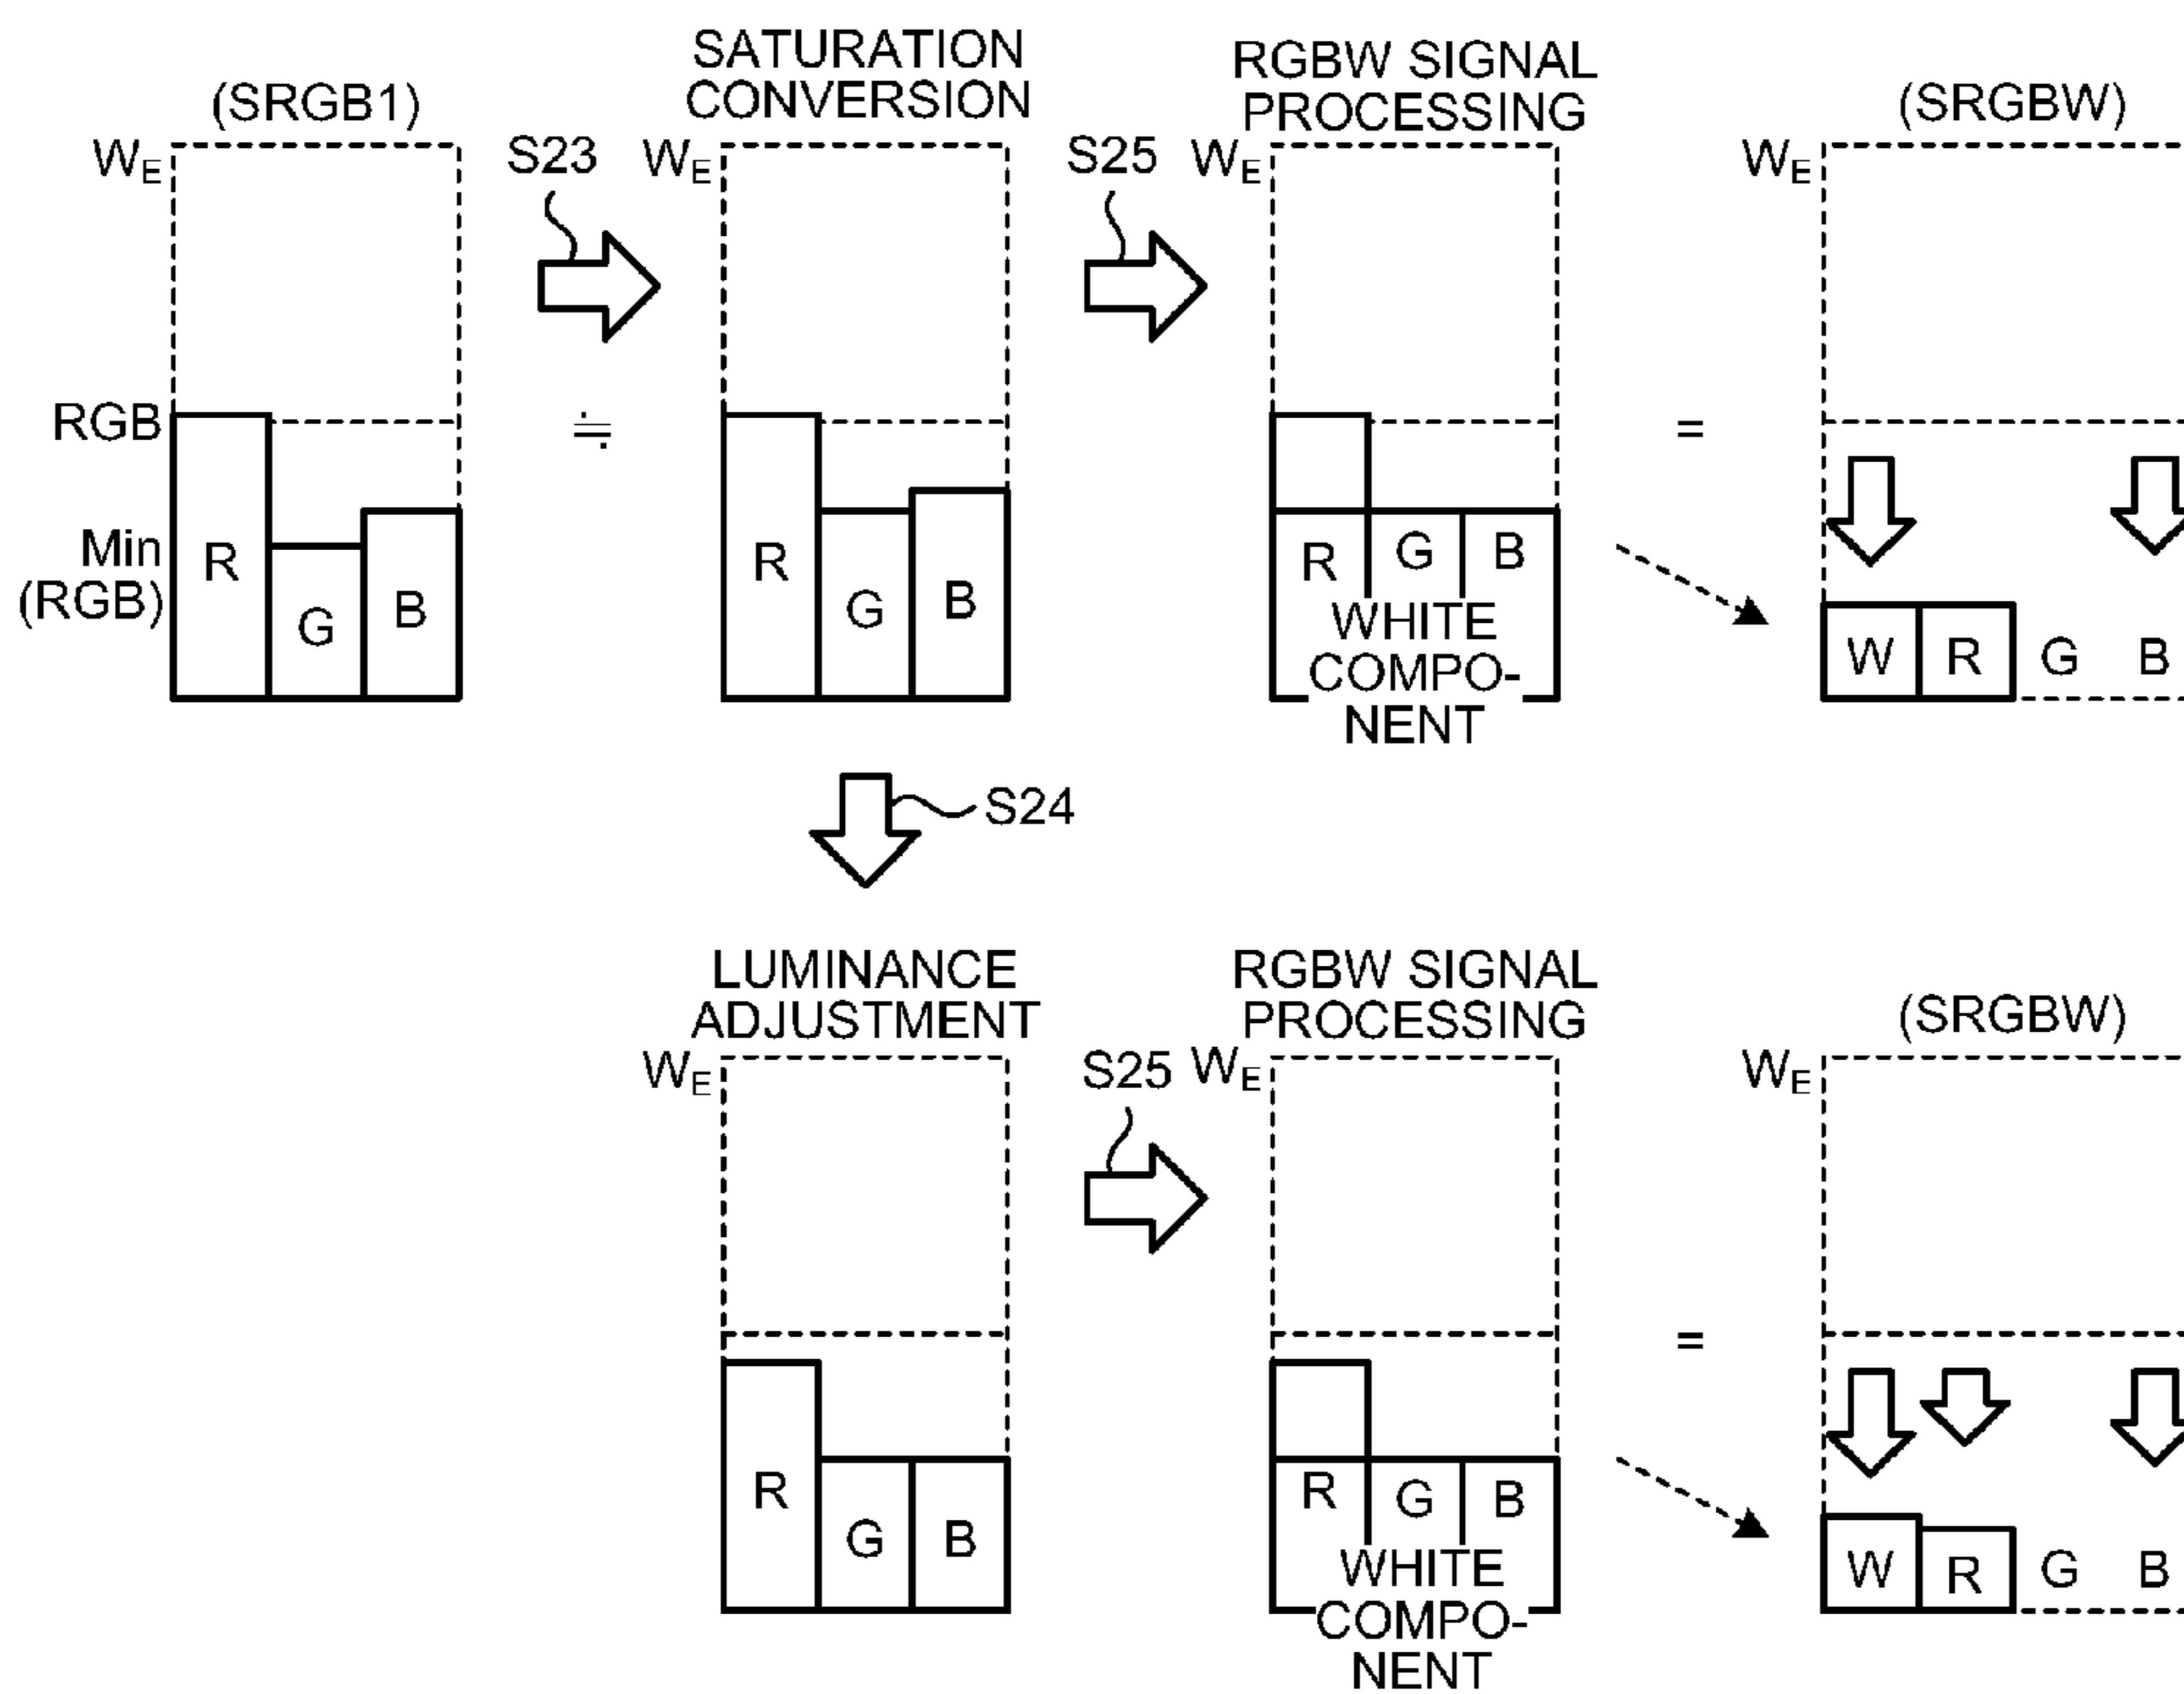 (SRGB1)
SATURATION
CONVERSION
RGBW SIGNAL
PROCESSING
(SRGBW)
WE
S23
WE
S25
WE
WE
RGB
≒
=
Min
(RGB)
R
G
B
R
G
B
R
G
B
WHITE
COMPO-
NENT
W
R
G
B
S24
LUMINANCE
ADJUSTMENT
RGBW SIGNAL
PROCESSING
(SRGBW)
WE
S25
WE
WE
=
R
G
B
R
G
B
WHITE
COMPO-
NENT
W
R
G
B